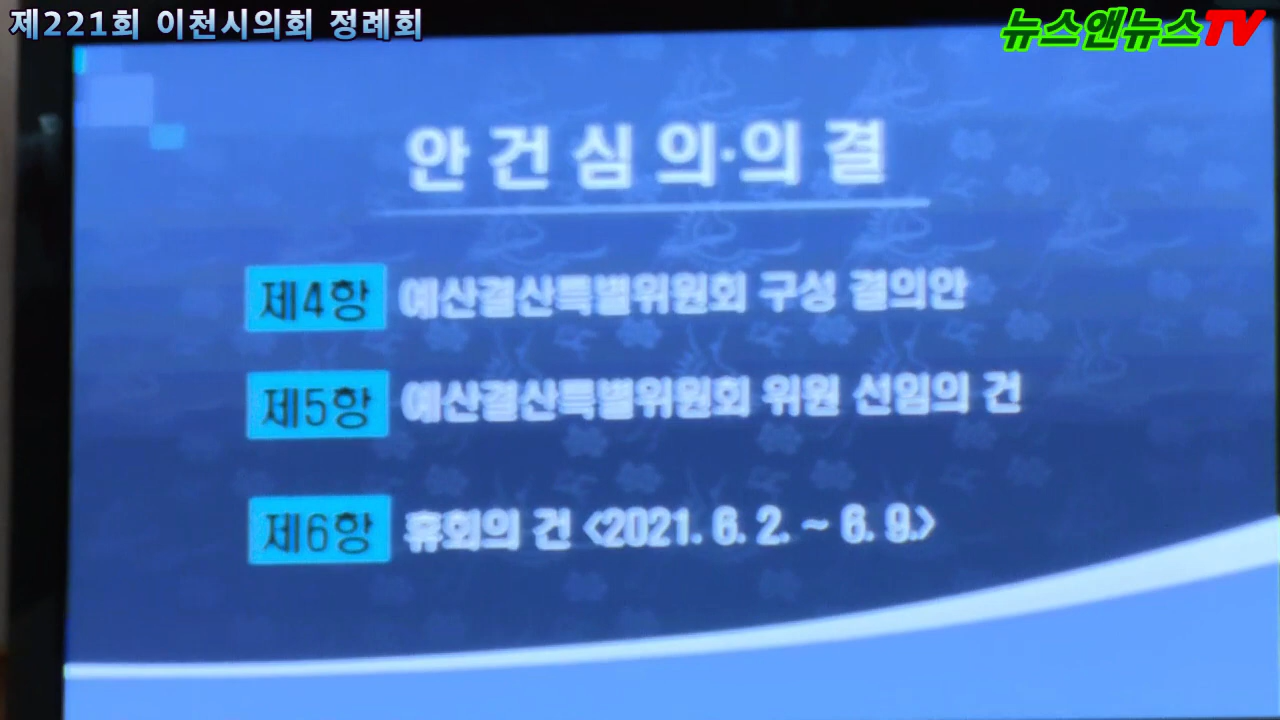 제221회 이천시의회 정례회
뉴스앤뉴스TV
안건심의·의결
제4항 예산결산특별위원회 구성 결의안
제5항 예산결산특별위원회 위원 선임의 건
제6항 휴회의 건 <2021. 6. 2. ~ 6. 9.>